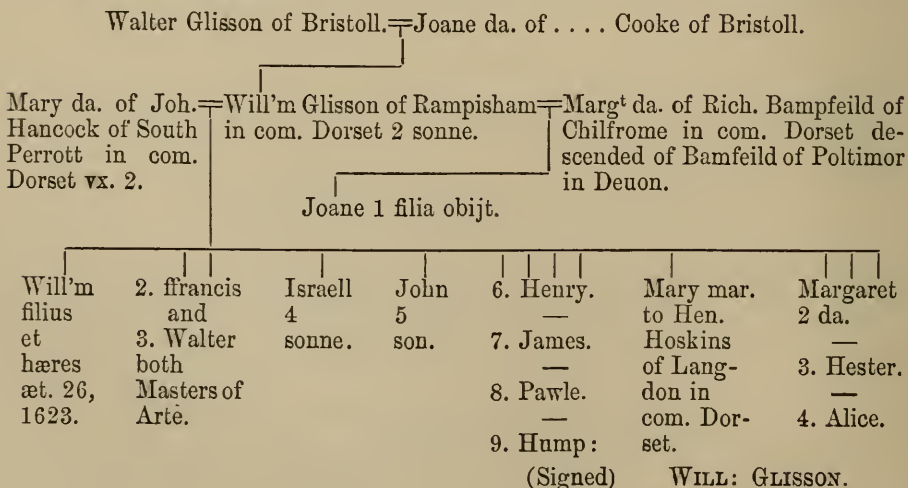 Walter Glisson of Bristoll.=Joane da. of .... Cooke of Bristoll.
Mary da. of Joh.
Hancock of South
Perrott in com.
Dorset vx. 2.
=Will'm Glisson of Rampisham=
in com. Dorset 2 sonne.
Margt da. of Rich. Bampfeild of
Chilfrome in com. Dorset de-
scended of Bamfeild of Poltimor
in Deuon.
Joane 1 filia obijt.
Will'm
filius
et
hæres
æt. 26,
1623.
2. ffrancis
and
3. Walter
both
Masters of
Arte.
Israell
4
sonne.
John
5
son.
6. Henry.
—
7. James.
—
8. Pawle.
—
9. Hump:
Mary mar.
to Hen.
Hoskins
of Lang-
don in
com. Dor-
set.
Margaret
2 da.
—
3. Hester.
—
4. Alice.
(Signed) WILL: GLISSON.